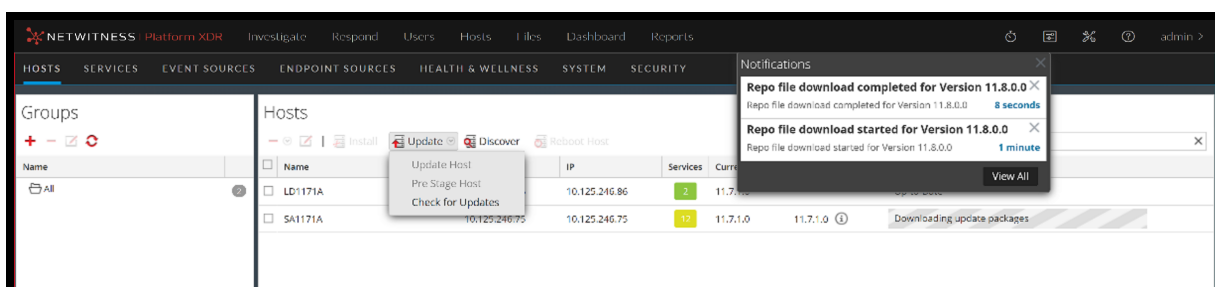 NETWITNESS Platform XDR Investigate Respond Users Hosts Files Dashboard Reports admin >
HOSTS SERVICES EVENT SOURCES ENDPOINT SOURCES HEALTH & WELLNESS SYSTEM SECURITY
Notifications
Repo file download completed for Version 11.8.0.0
Repo file download completed for Version 11.8.0.0 8 seconds
Repo file download started for Version 11.8.0.0
Repo file download started for Version 11.8.0.0 1 minute
View All
Groups
Name
All 2
Hosts
Install Update Discover Reboot Host
Update Host
Pre Stage Host
Check for Updates
Name IP Services
LD1171A 10.125.246.86 2
SA1171A 10.125.246.75 10.125.246.75 17 11.7.1.0 11.7.1.0 Downloading update packages